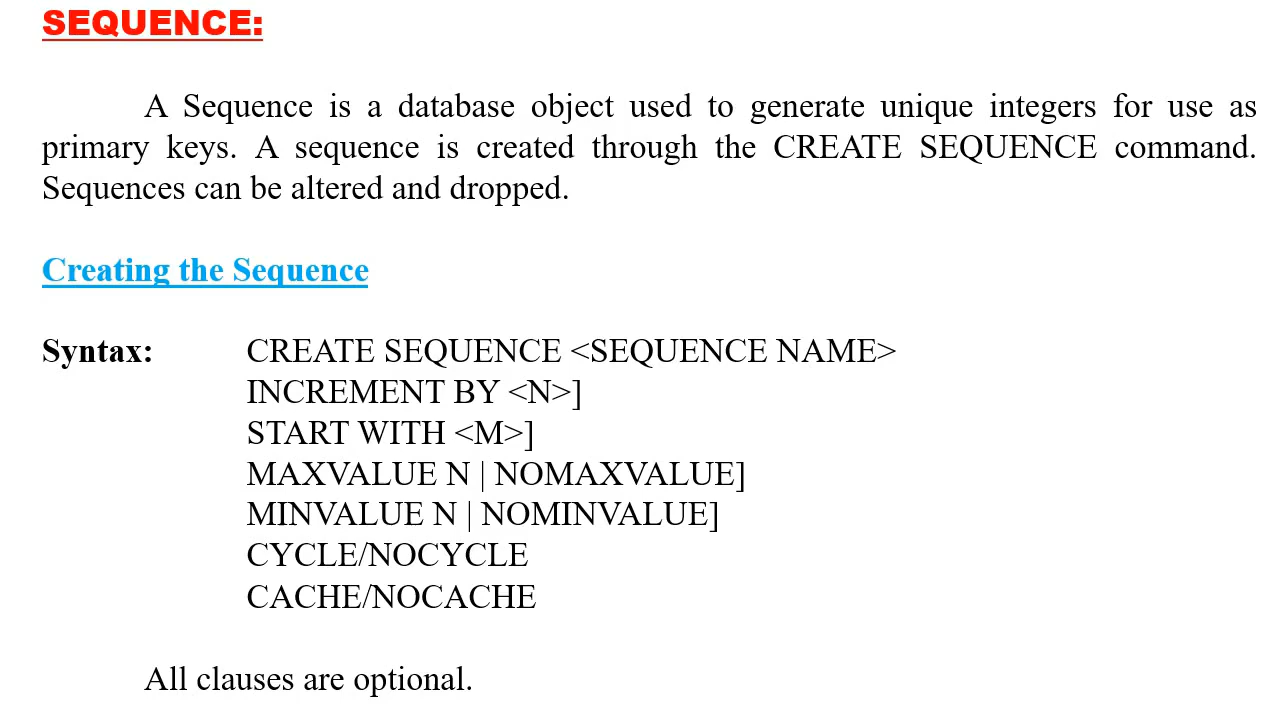 SEQUENCE:
A Sequence is a database object used to generate unique integers for use as
primary keys. A sequence is created through the CREATE SEQUENCE command.
Sequences can be altered and dropped.
Creating the Sequence
Syntax: CREATE SEQUENCE <SEQUENCE NAME>
INCREMENT BY <N>]
START WITH <M>]
MAXVALUE N | NOMAXVALUE]
MINVALUE N | NOMINVALUE]
CYCLE/NOCYCLE
CACHE/NOCACHE
All clauses are optional.